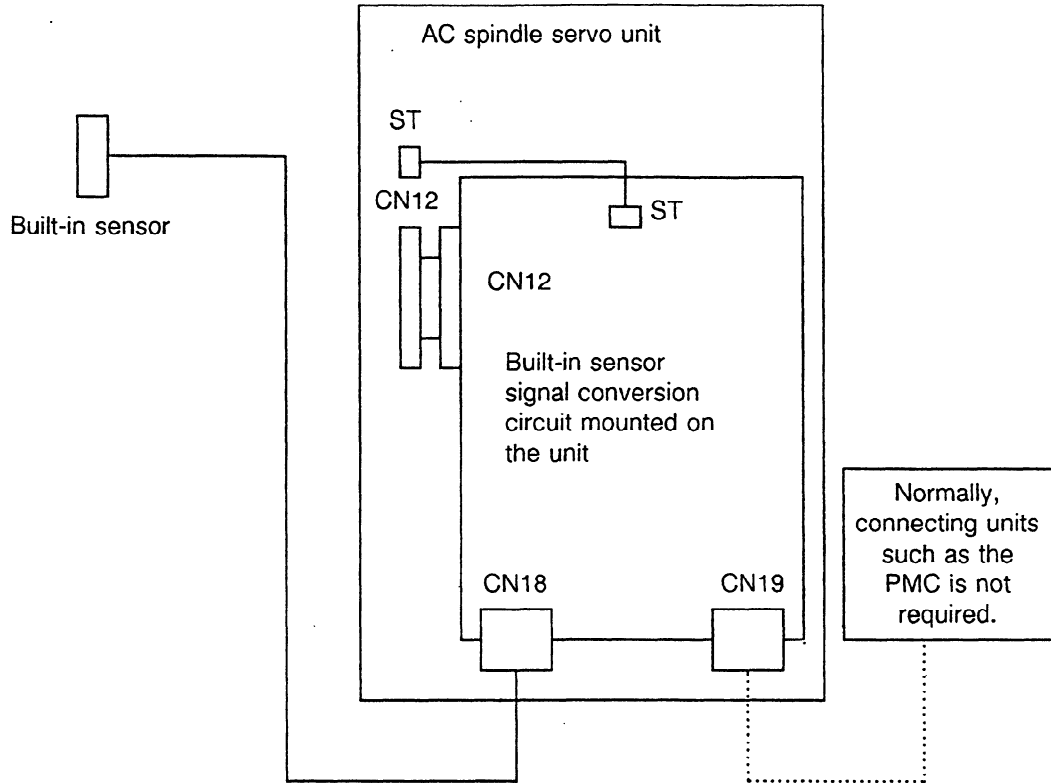 AC spindle servo unit
ST
CN12
ST
Built-in sensor
CN12
Built-in sensor
signal conversion
circuit mounted on
the unit
Normally,
connecting units
such as the
PMC is not
required.
CN18
CN19